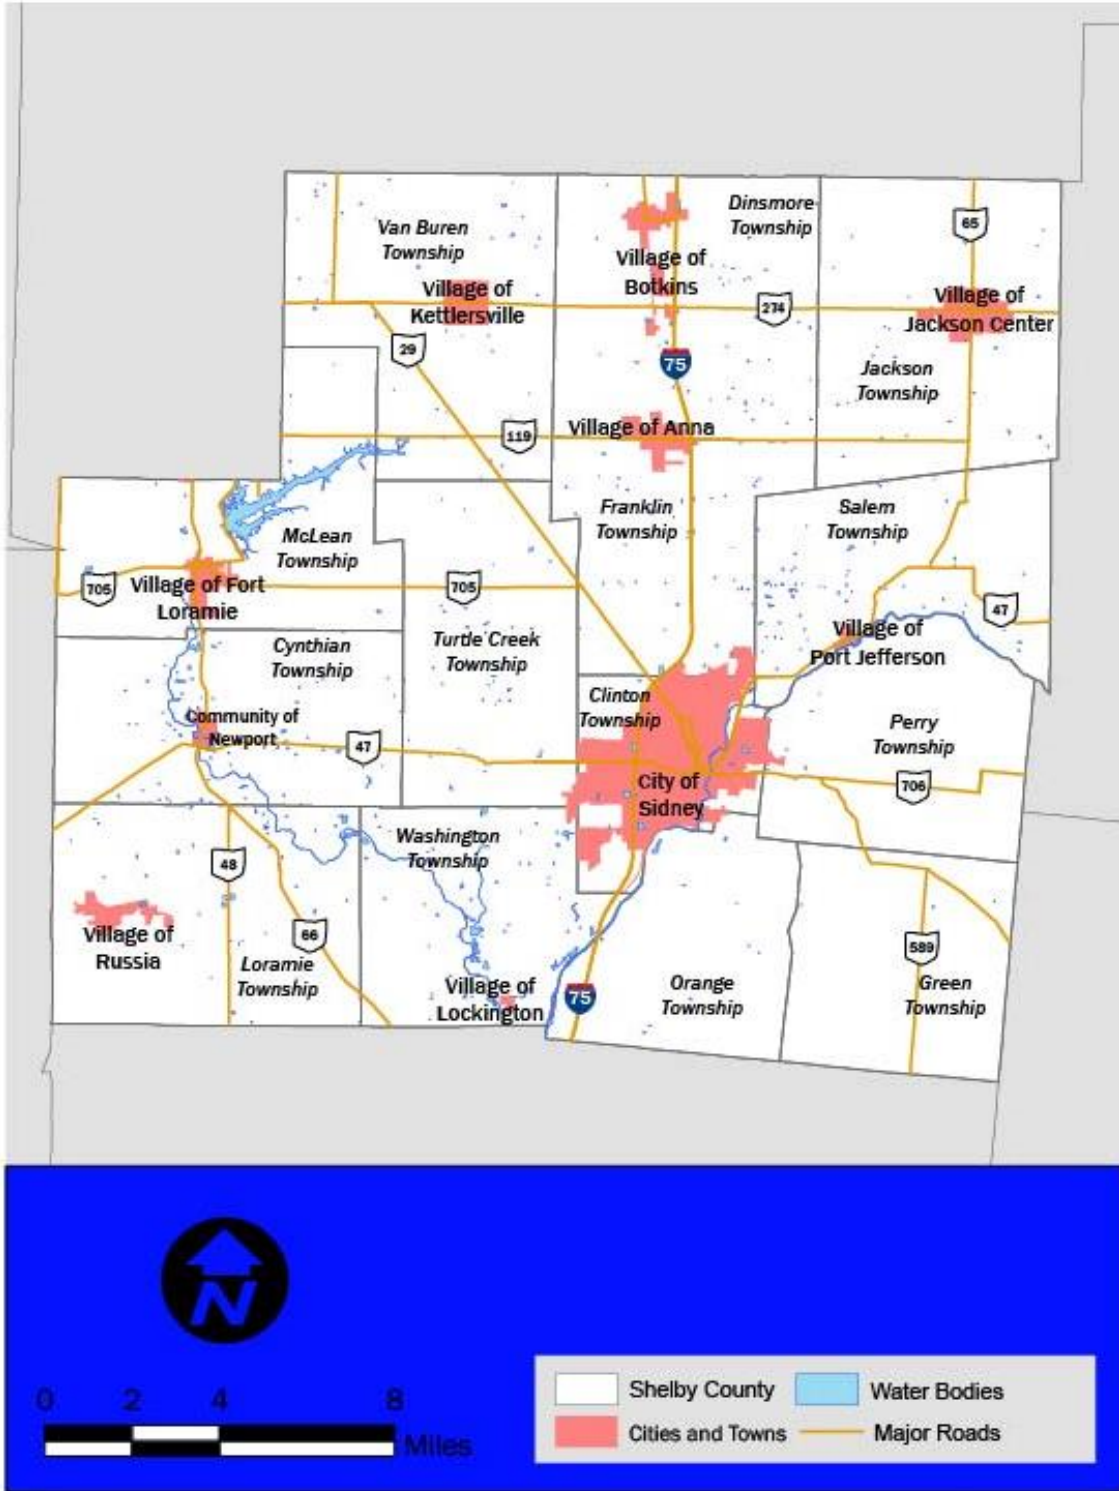 Dinsmore
Township
Van Buren
Township
65
Village of
Botkins
Village of
Kettlersville
Village of
Jackson Center
274
29
75
Jackson
Township
119
Village of Anna
Franklin
Township
Salem
Township
McLean
Township
705
Village of Fort
Loramie
705
47
Village of
Port Jefferson
Cynthian
Township
Turtle Creek
Township
Clinton
Township
Community of
Newport
47
Perry
Township
City of
Sidney
706
Washington
Township
48
66
Village of
Russia
Loramie
Township
589
Village of
Lockington
75
Orange
Township
Green
Township
N
0 2 4 8
Miles
Shelby County
Water Bodies
Cities and Towns
Major Roads